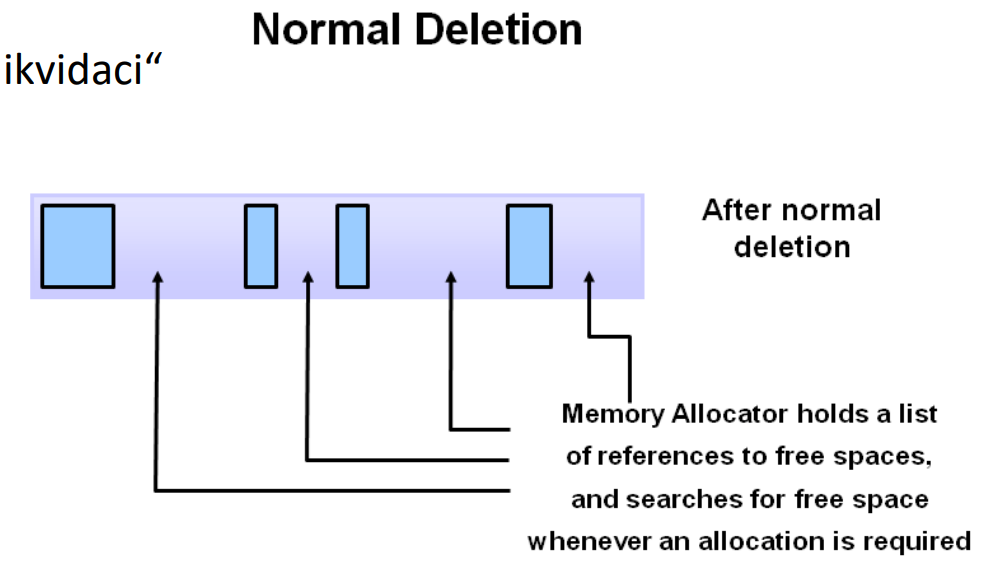 Normal Deletion
ikvidaci“
After normal
deletion
Memory Allocator holds a list
of references to free spaces,
and searches for free space
whenever an allocation is required